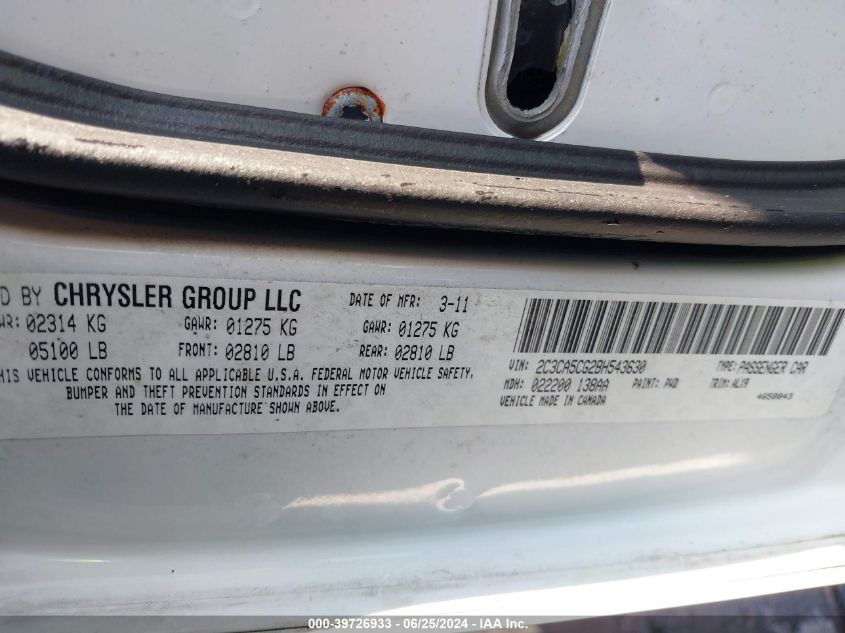 D BY CHRYSLER GROUP LLC DATE OF MFR: 3-11
WR: 02314 KG GAWR: 01275 KG GAWR: 01275 KG
05100 LB FRONT: 02810 LB REAR: 02810 LB
HIS VEHICLE CONFORMS TO ALL APPLICABLE U.S.A. FEDERAL MOTOR VEHICLE SAFETY,
BUMPER AND THEFT PREVENTION STANDARDS IN EFFECT ON
THE DATE OF MANUFACTURE SHOWN ABOVE.
VIN: 2C3CA5CG2BH543630 TYPE: PASSENGER CAR
MDH: 022200 138AA PAINT: PWD TRIM: ALX9
VEHICLE MADE IN CANADA 4658843
000-39726933 / 06/25/2024 - IAA Inc.